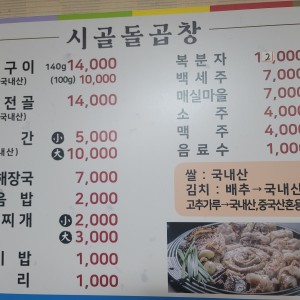 시골돌곱창
구이 140g 14,000
국내산) (100g) 10,000
전골 14,000
국내산)
간 小 5,000
내산) 大 10,000
해장국 7,000
음밥 2,000
찌개 小 2,000
大 3,000
밥 1,000
리 1,000
복분자
백세주 7,000
매실마을 7,000
소주 4,000
맥주 4,000
음료수 1,000
쌀 : 국내산
김치 : 배추→국내산
고추가루→국내산,중국산혼용